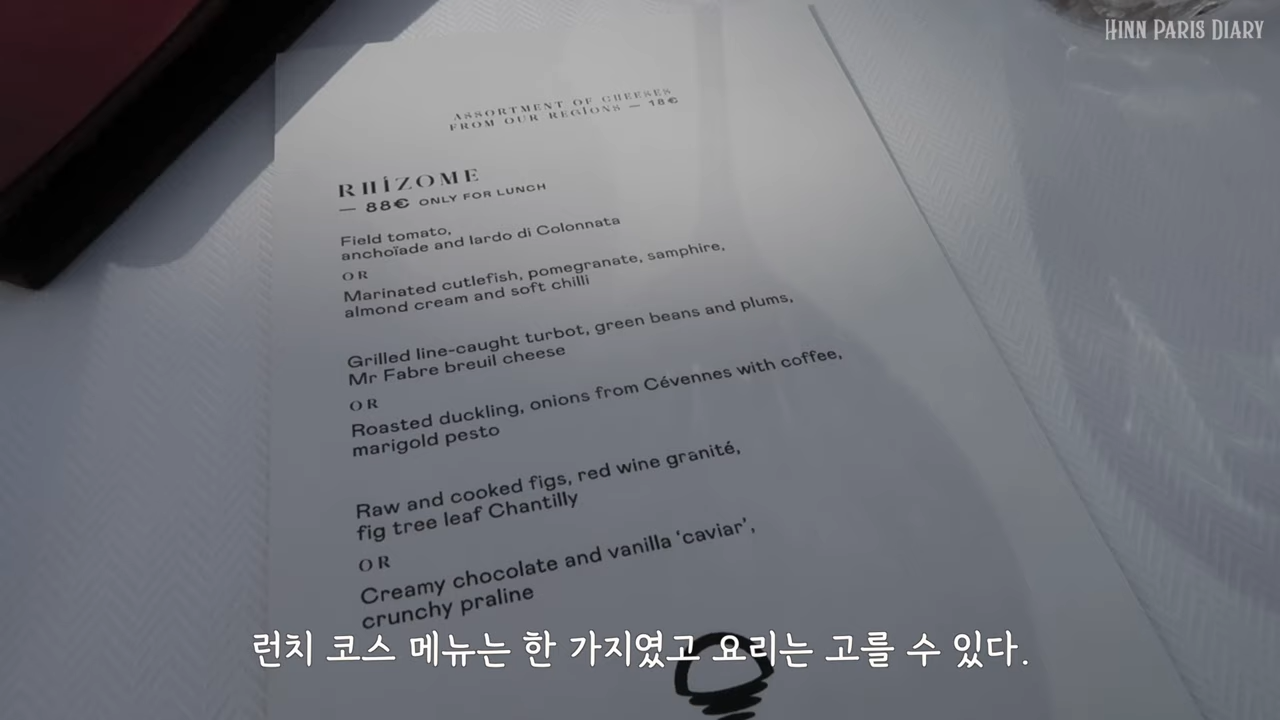 HINN PARIS DIARY
ASSORTMENT OF CHEESES
FROM OUR REGIONS — 18€
RHIZOME
— 88€ ONLY FOR LUNCH
Field tomato,
anchoïade and lardo di Colonnata
OR
Marinated cutlefish, pomegranate, samphire,
almond cream and soft chilli
Grilled line-caught turbot, green beans and plums,
Mr Fabre breuil cheese
OR
Roasted duckling, onions from Cévennes with coffee,
marigold pesto
Raw and cooked figs, red wine granité,
fig tree leaf Chantilly
OR
Creamy chocolate and vanilla 'caviar',
crunchy praline
런치 코스 메뉴는 한 가지였고 요리는 고를 수 있다.